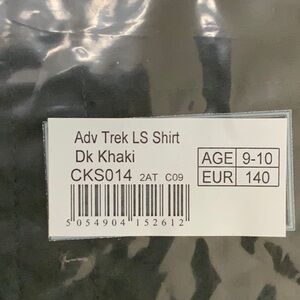 Adv Trek LS Shirt
Dk Khaki
CKS014 2AT C09
AGE 9-10
EUR 140
5 054904 152612